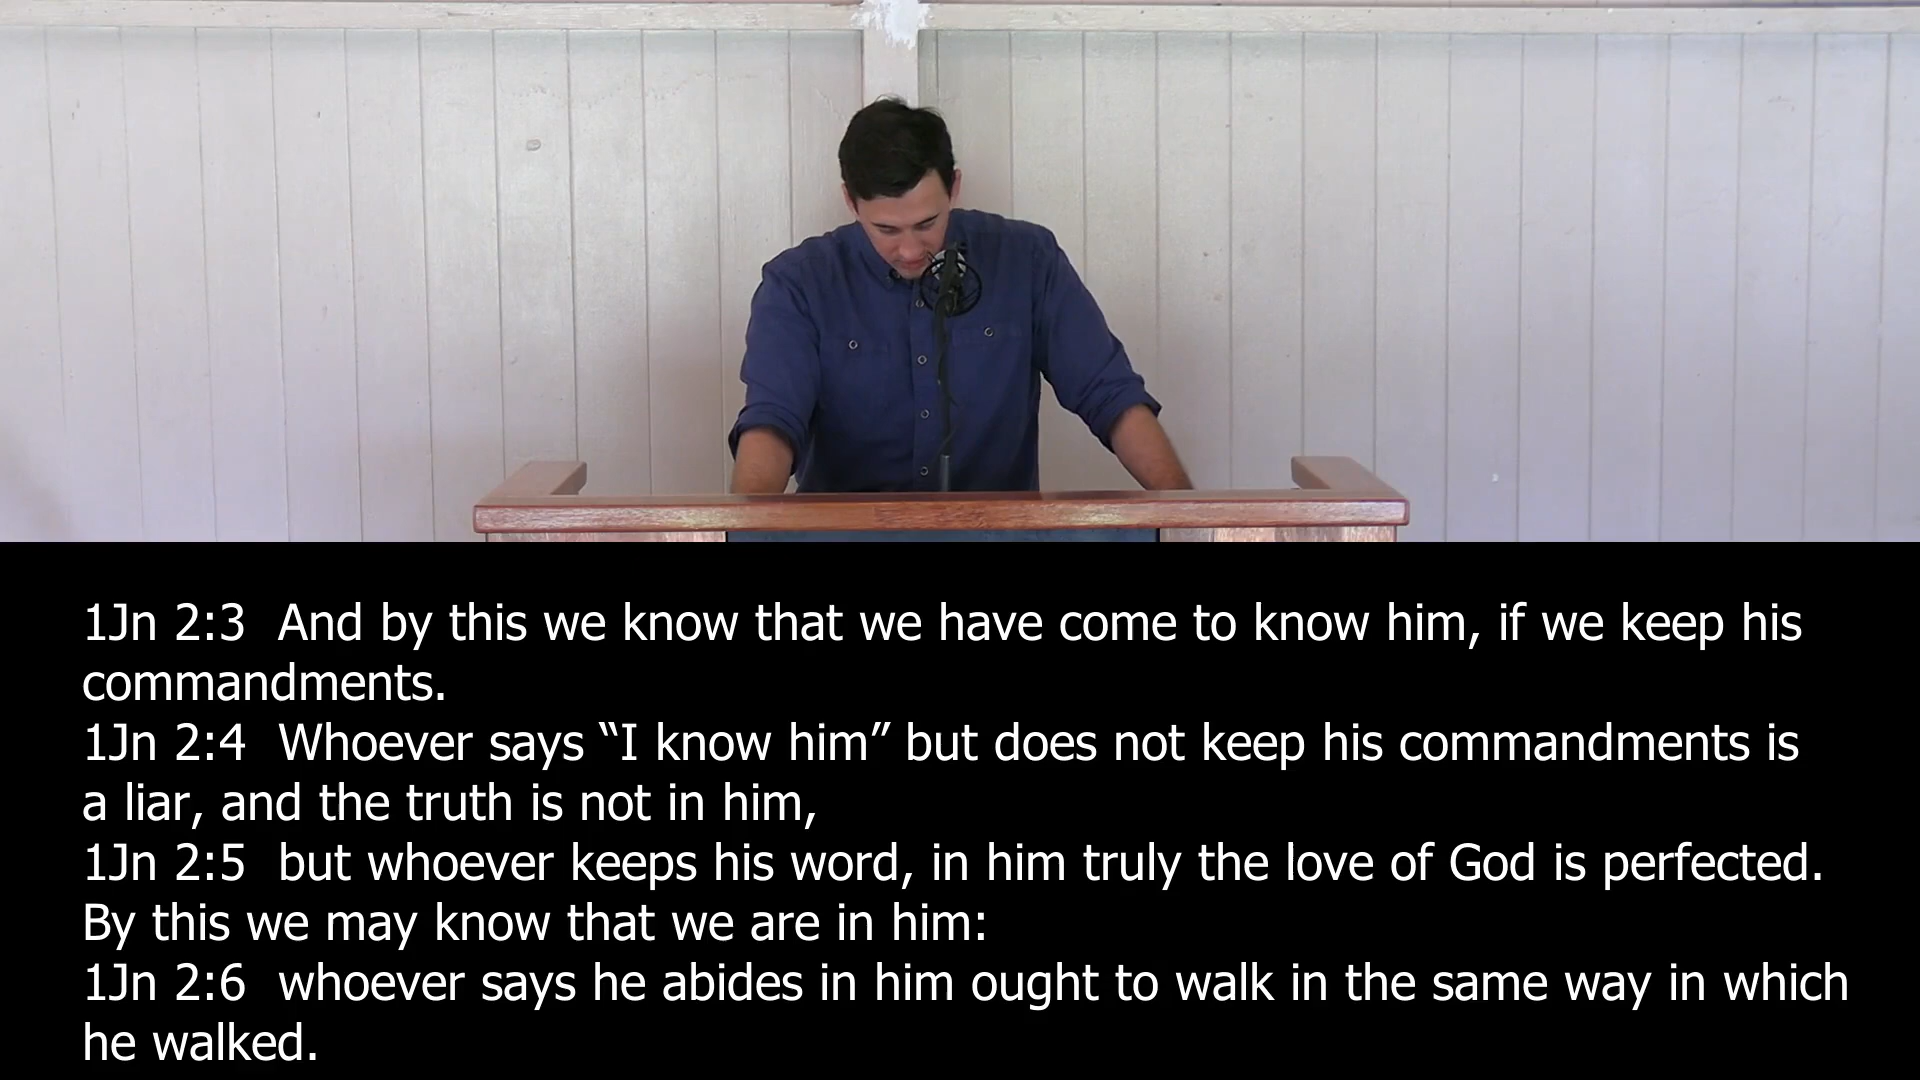 1Jn 2:3  And by this we know that we have come to know him, if we keep his
commandments.
1Jn 2:4  Whoever says “I know him” but does not keep his commandments is
a liar, and the truth is not in him,
1Jn 2:5  but whoever keeps his word, in him truly the love of God is perfected.
By this we may know that we are in him:
1Jn 2:6  whoever says he abides in him ought to walk in the same way in which
he walked.